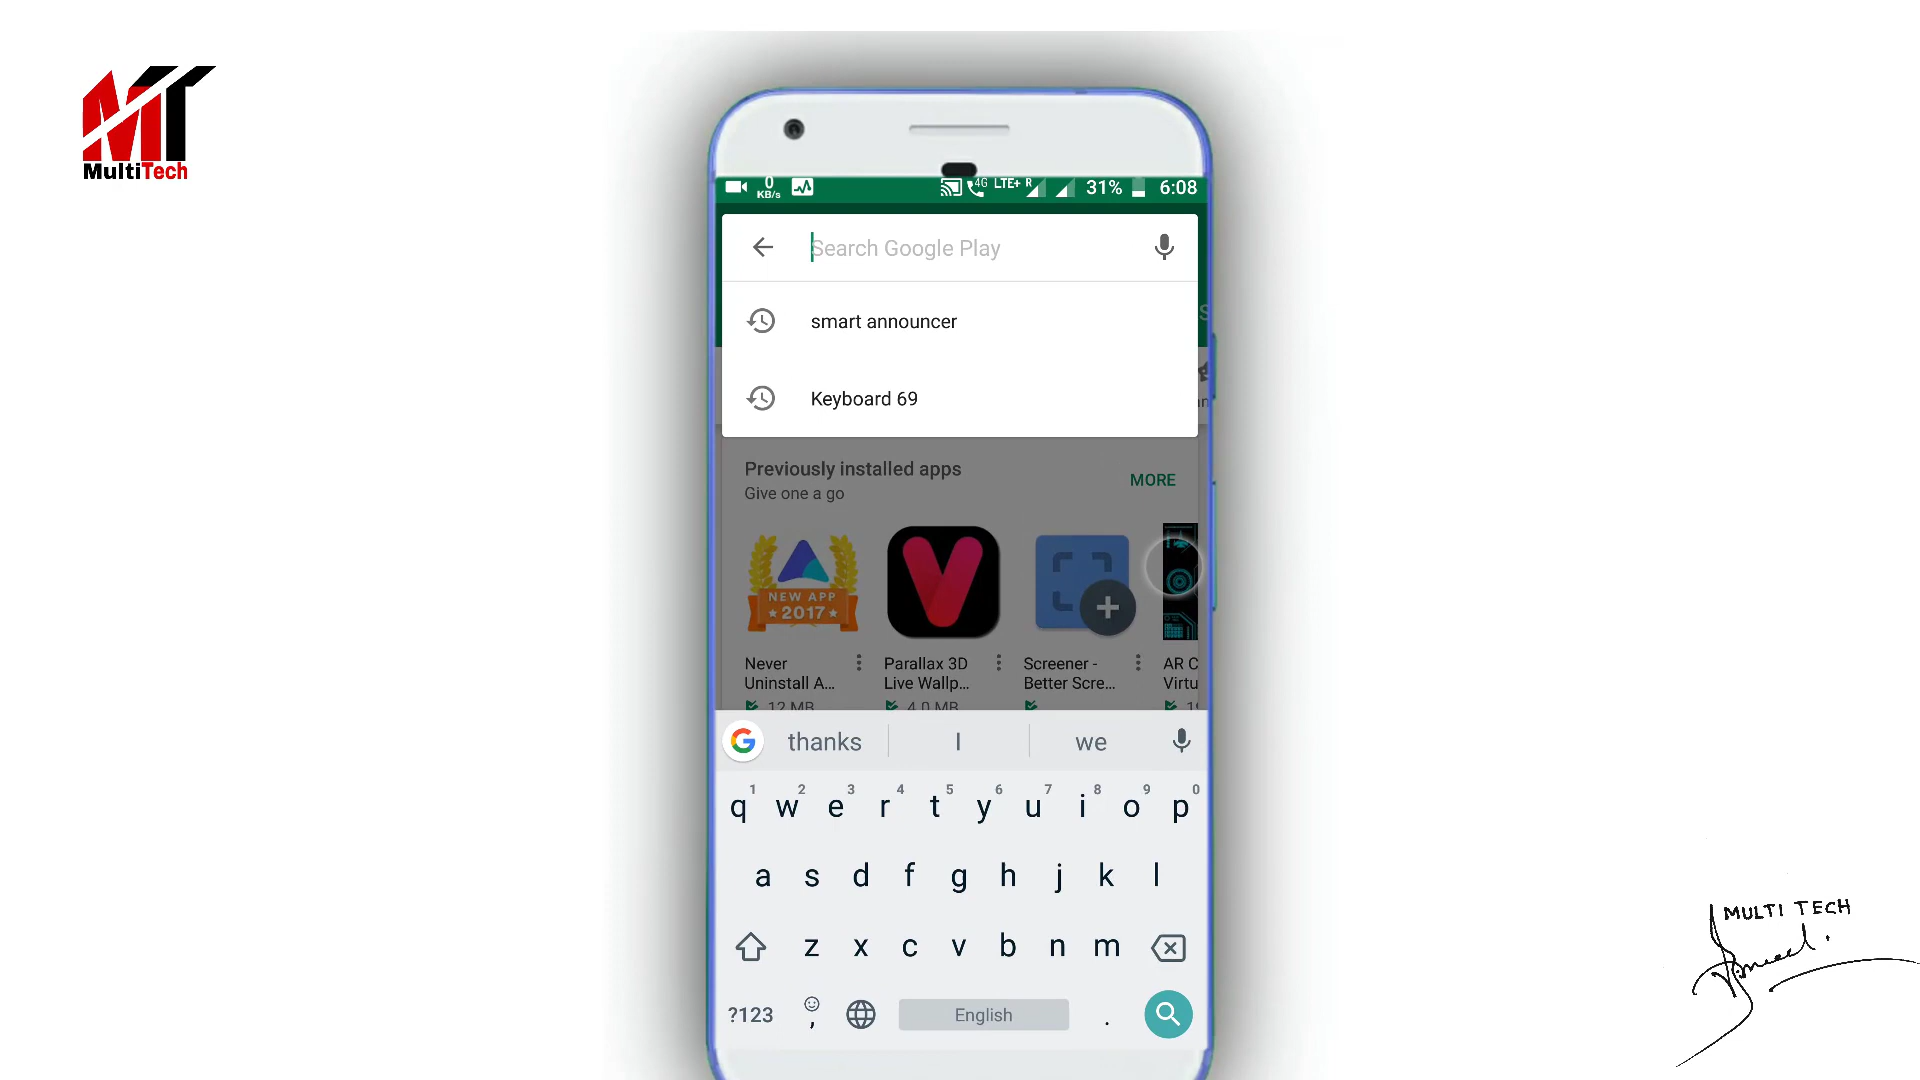 MT
MultiTech
0
KB/s
4G LTE+ R 31% 6:08
Search Google Play
smart announcer
Keyboard 69
Previously installed apps
Give one a go
MORE
NEW APP
2017
Never
Uninstall A...
Parallax 3D
Live Wallp...
Screener -
Better Scre...
AR C
Virtu
12 MB
4.0 MB
thanks I we
1 2 3 4 5 6 7 8 9 0
q w e r t y u i o p
a s d f g h j k l
z x c v b n m
?123 , English .
MULTI TECH